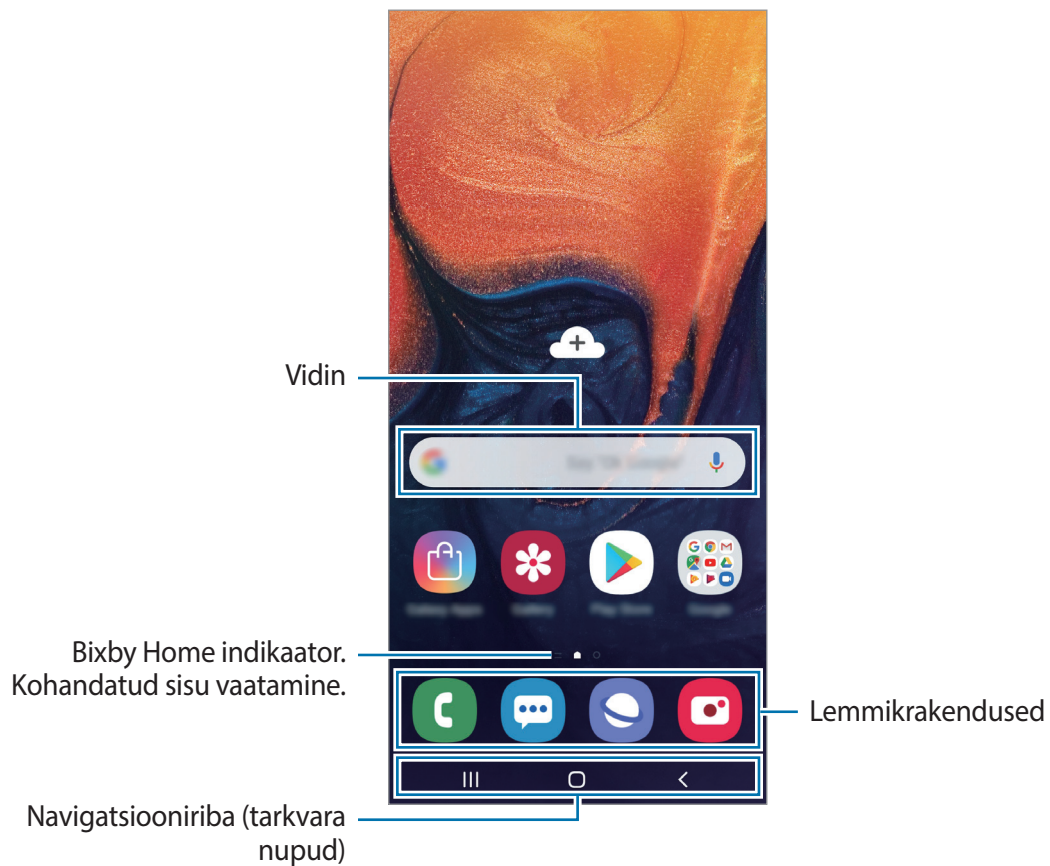 Vidin
Bixby Home indikaator.
Kohandatud sisu vaatamine.
Lemmikrakendused
Navigatsiooniriba (tarkvara
nupud)